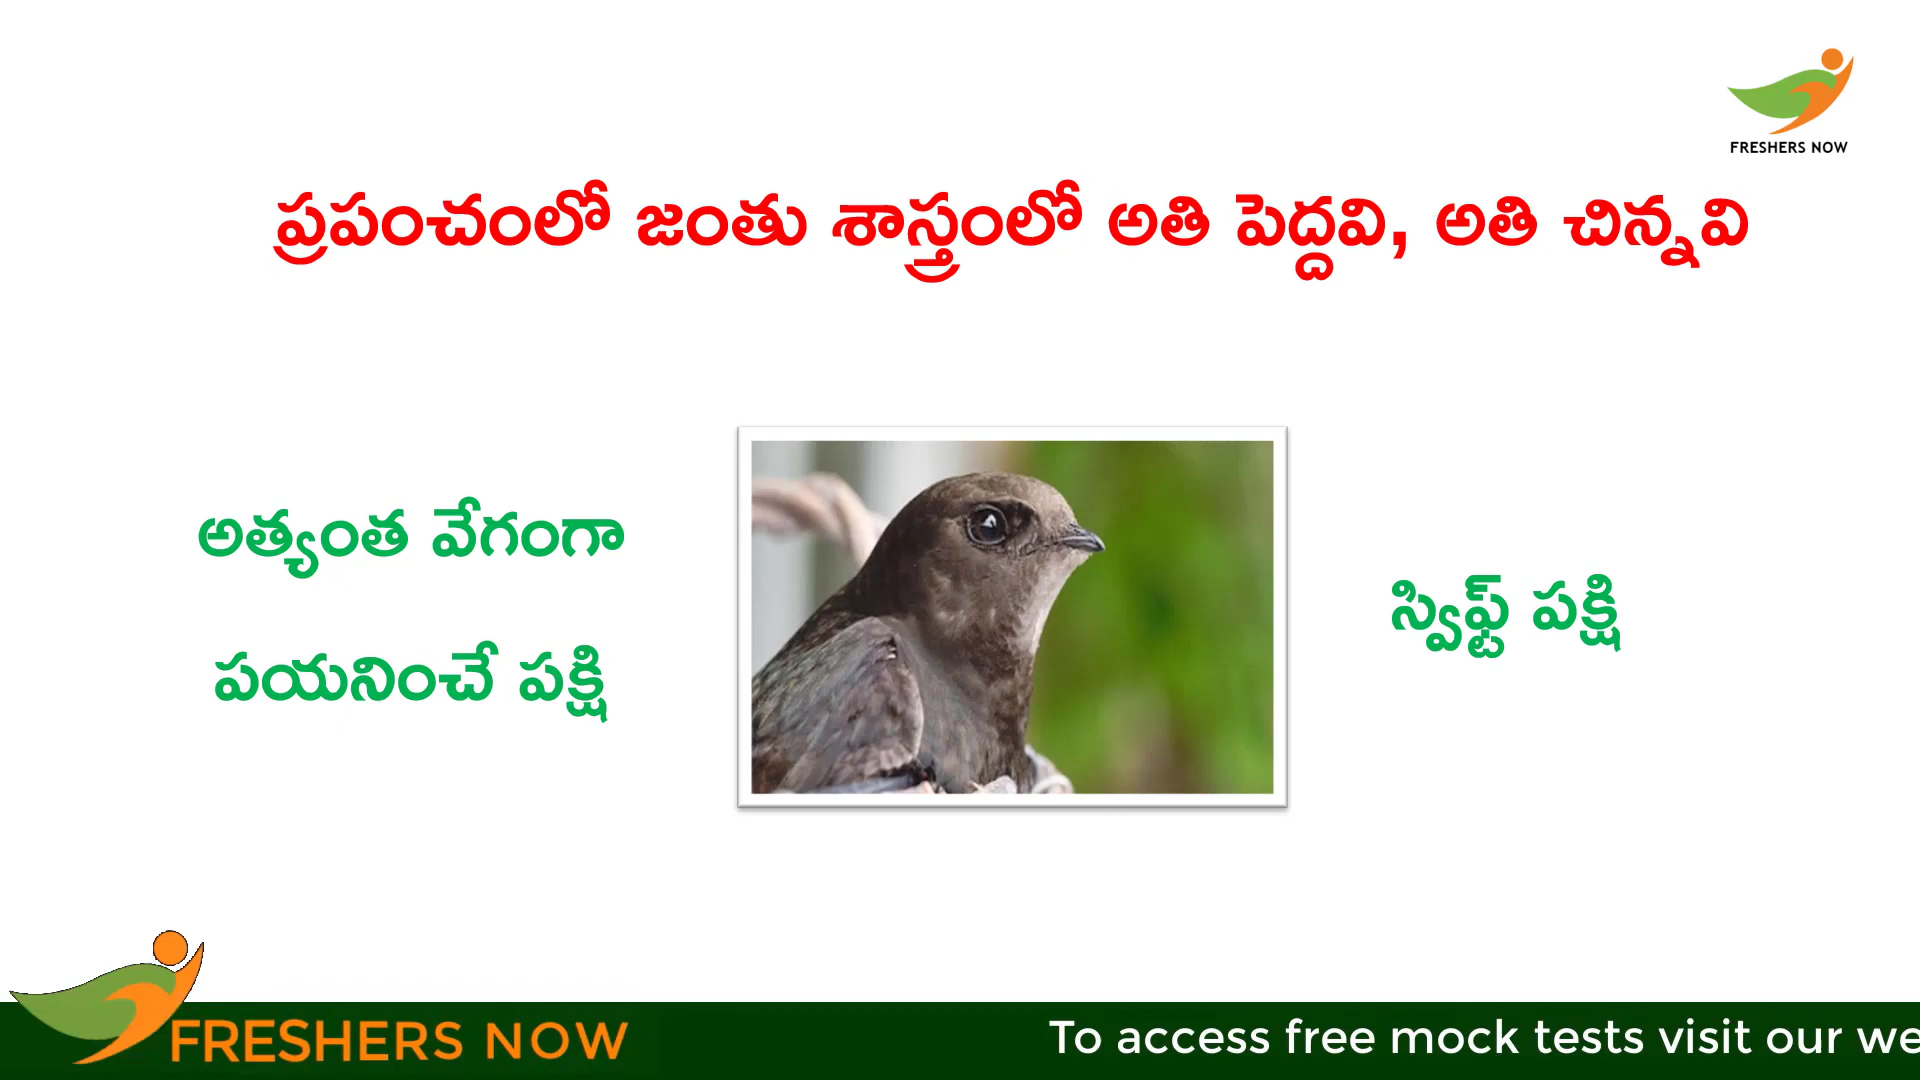 FRESHERS NOW
ప్రపంచంలో జంతు శాస్త్రంలో అతి పెద్దవి, అతి చిన్నవి
అత్యంత వేగంగా
పయనించే పక్షి
స్విఫ్ట్ పక్షి
FRESHERS NOW
To access free mock tests visit our we